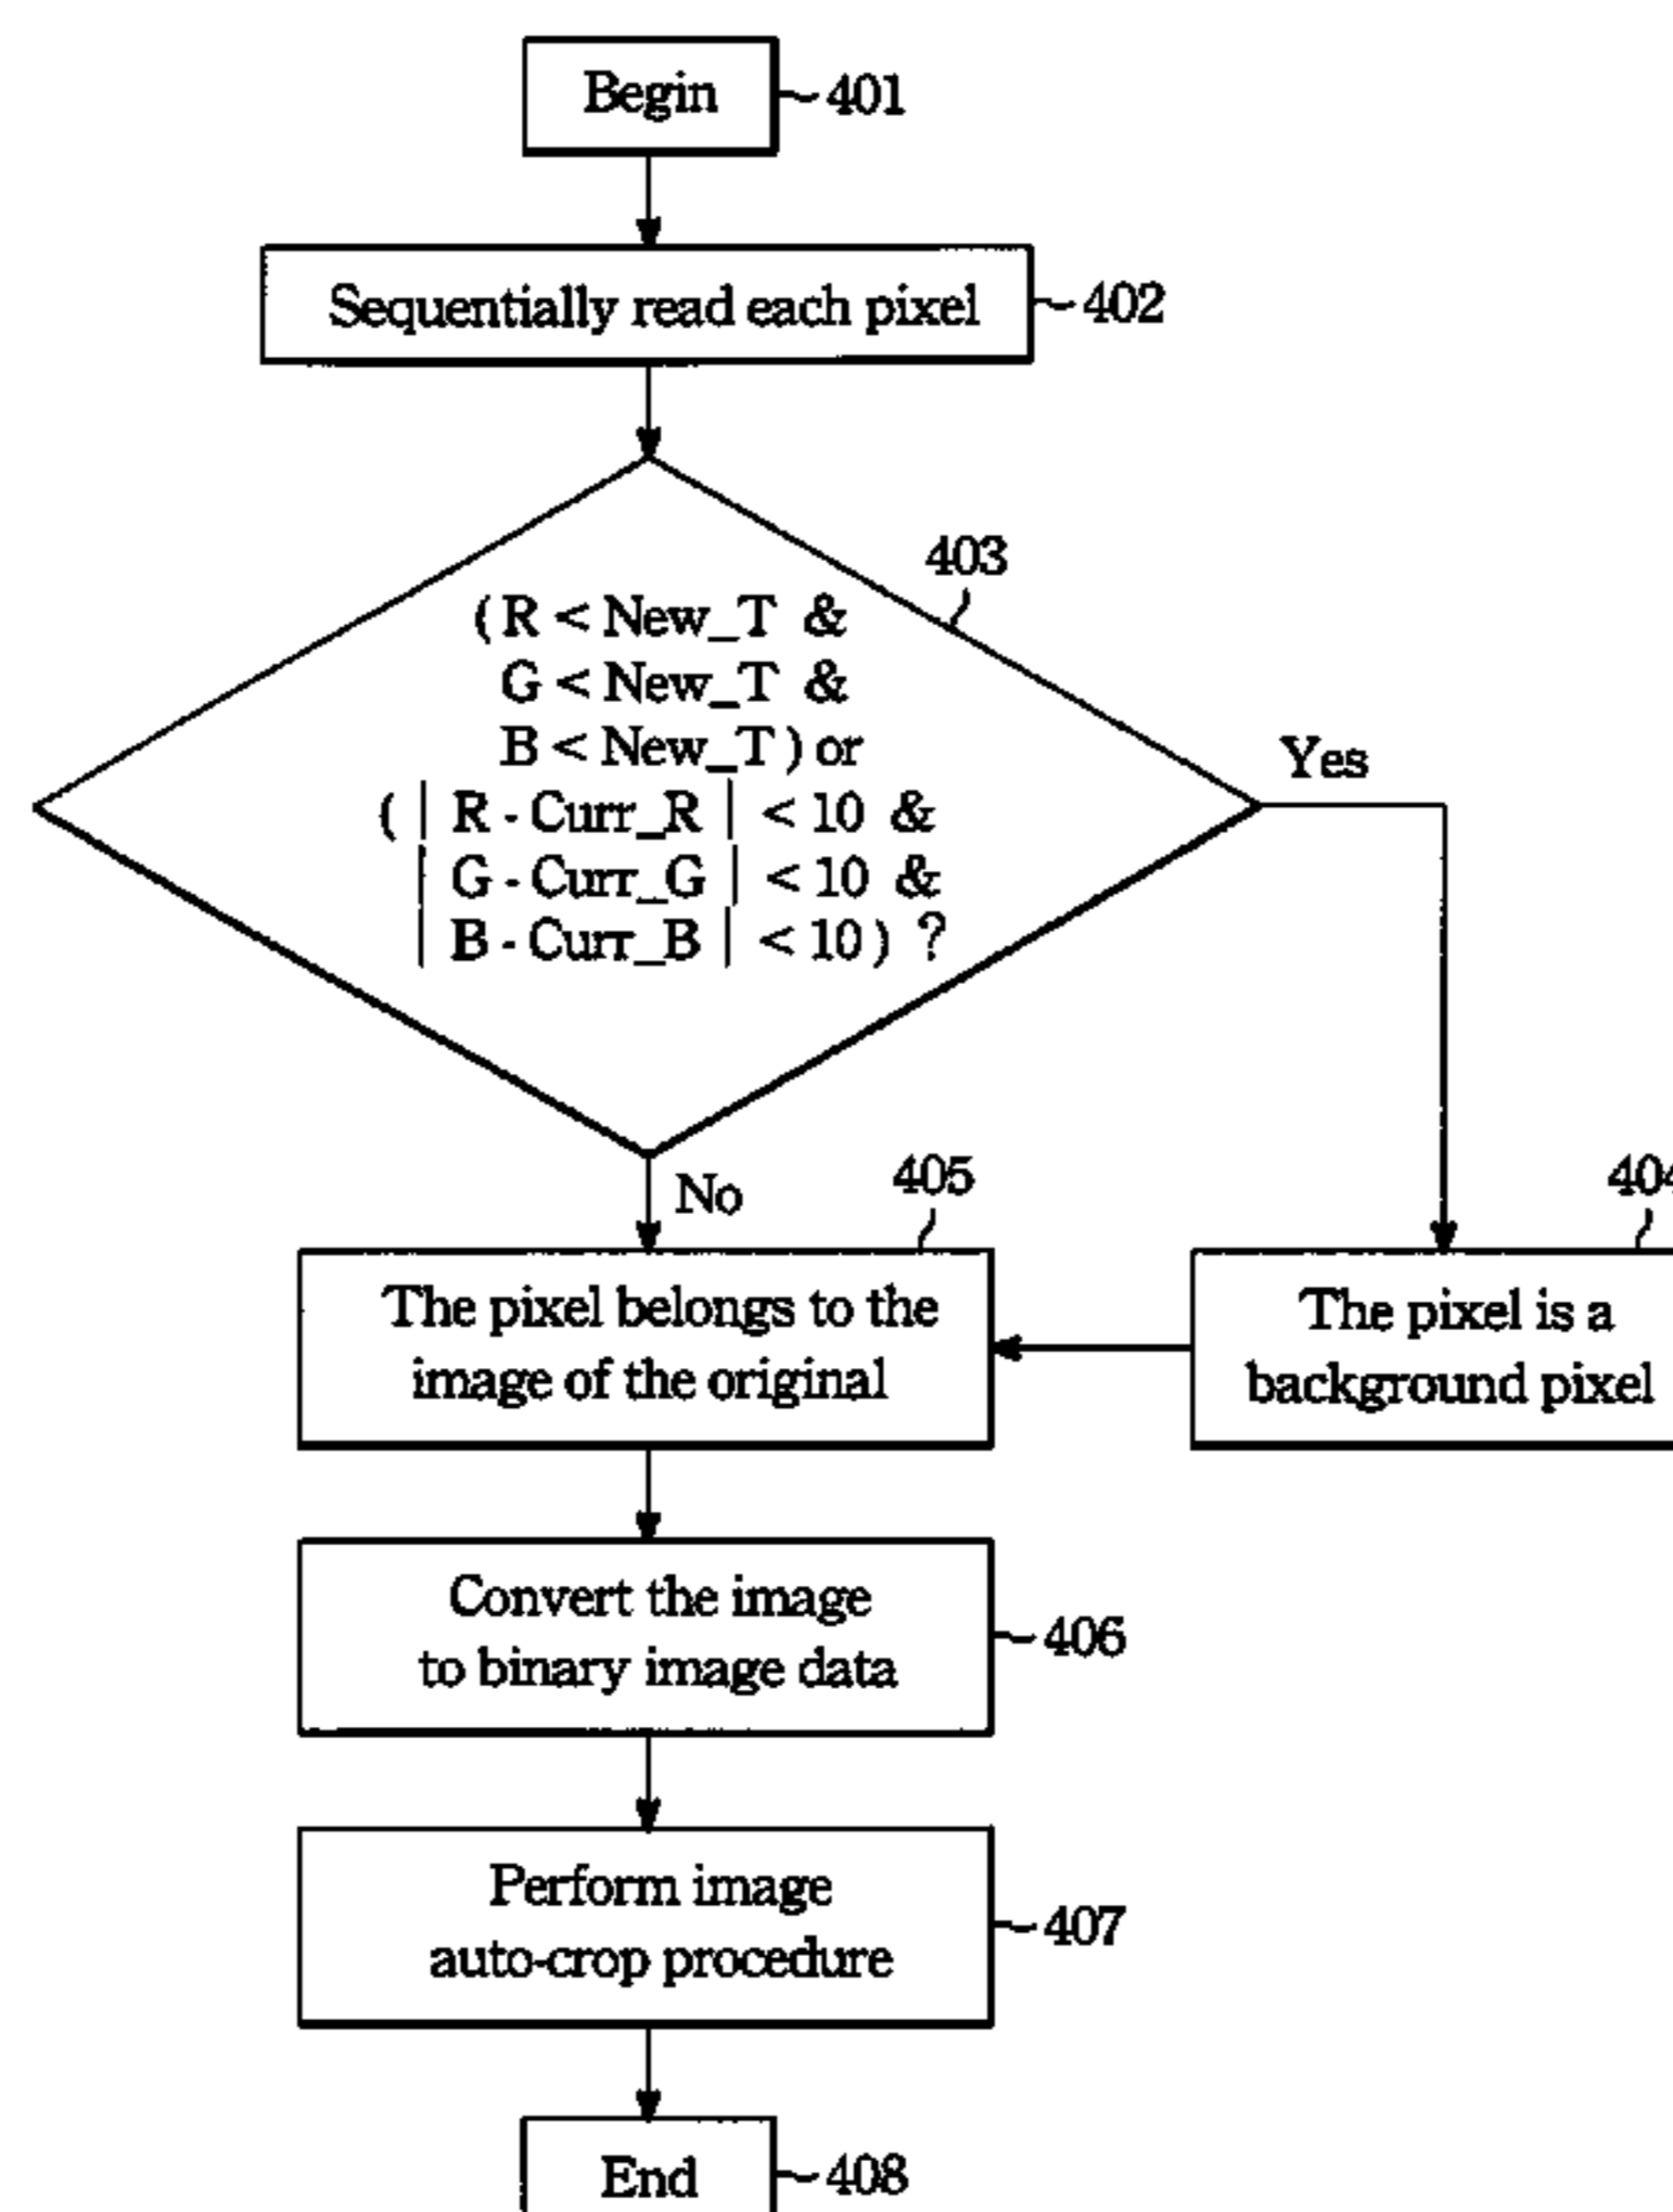 Begin
401
Sequentially read each pixel
402
403
( R < New_T &
G < New_T &
B < New_T ) or
( | R - Curr_R | < 10 &
| G - Curr_G | < 10 &
| B - Curr_B | < 10 ) ?
Yes
No
405
404
The pixel belongs to the
image of the original
The pixel is a
background pixel
Convert the image
to binary image data
406
Perform image
auto-crop procedure
407
End
408